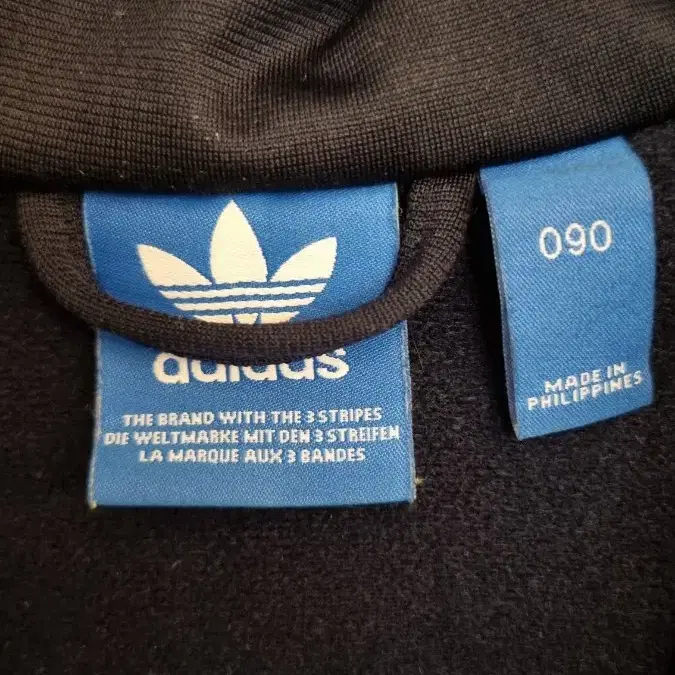 adidas
THE BRAND WITH THE 3 STRIPES
DIE WELTMARKE MIT DEN 3 STREIFEN
LA MARQUE AUX 3 BANDES
090
MADE IN
PHILIPPINES